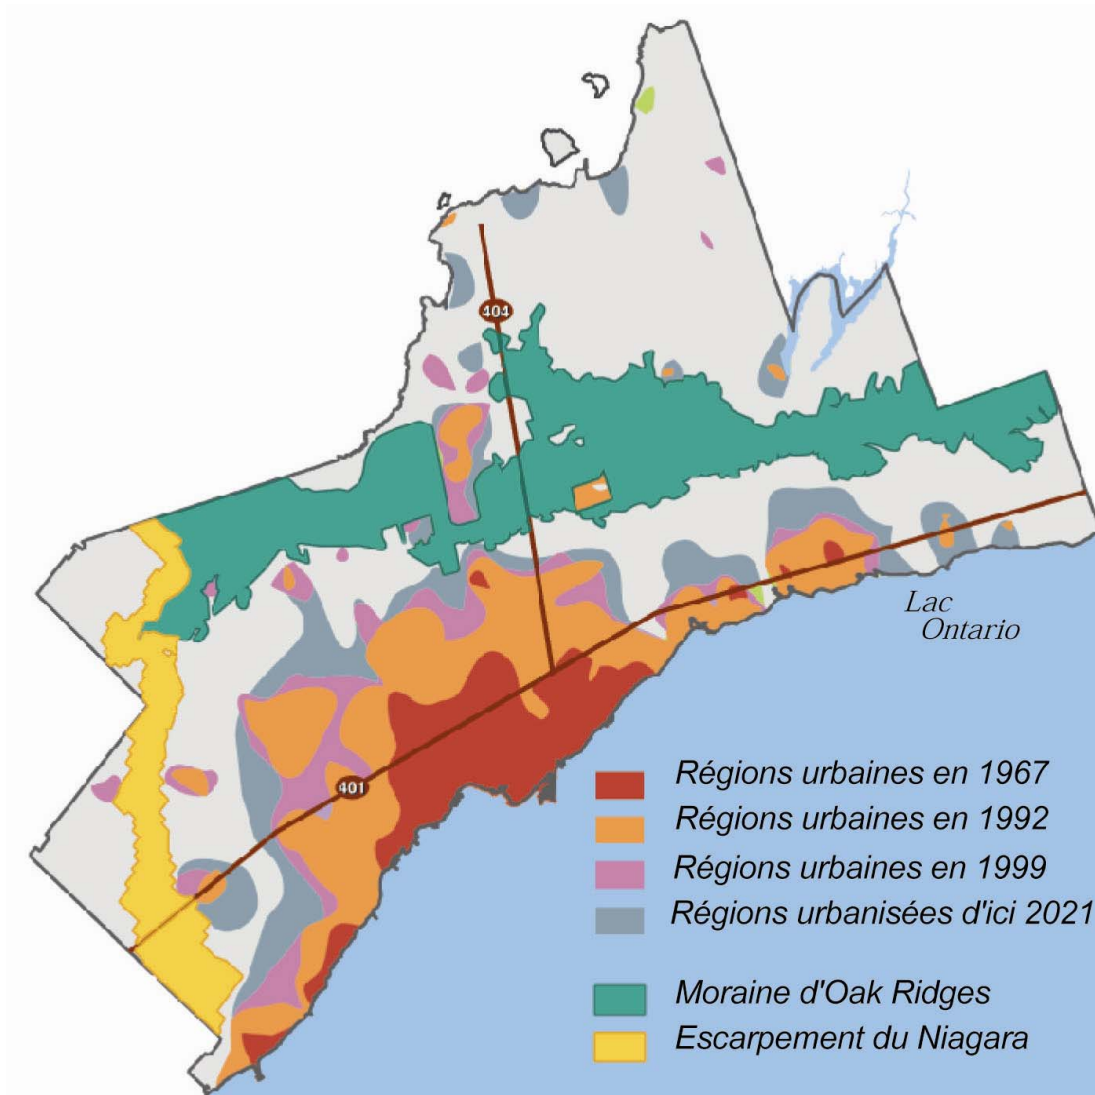 404
Lac
Ontario
401
Régions urbaines en 1967
Régions urbaines en 1992
Régions urbaines en 1999
Régions urbanisées d'ici 2021
Moraine d'Oak Ridges
Escarpement du Niagara